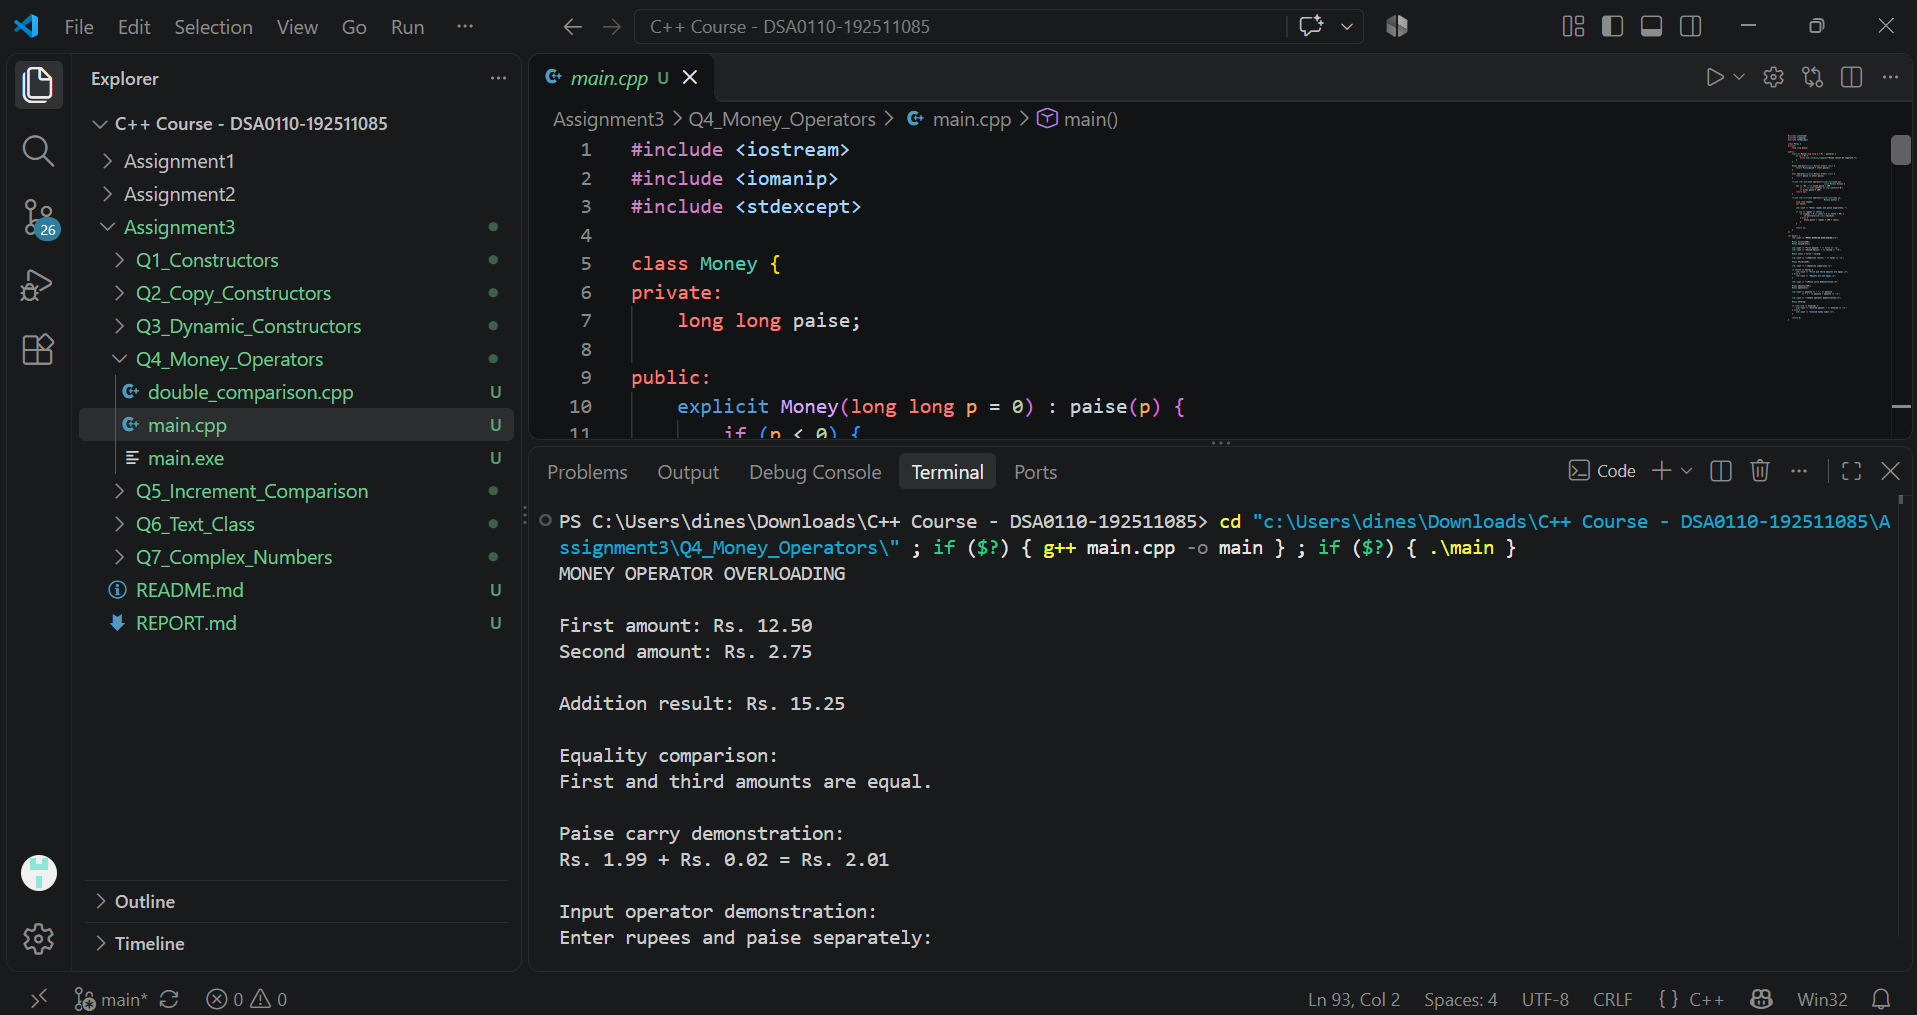 File Edit Selection View Go Run ···
C++ Course - DSA0110-192511085
Explorer
C++ Course - DSA0110-192511085
Assignment1
Assignment2
Assignment3
Q1_Constructors
Q2_Copy_Constructors
Q3_Dynamic_Constructors
Q4_Money_Operators
double_comparison.cpp U
main.cpp U
main.exe U
Q5_Increment_Comparison
Q6_Text_Class
Q7_Complex_Numbers
README.md U
REPORT.md U
26
Outline
Timeline
main.cpp U
Assignment3 > Q4_Money_Operators > main.cpp > main()
1 #include <iostream>
2 #include <iomanip>
3 #include <stdexcept>
4
5 class Money {
6 private:
7 long long paise;
8
9 public:
10 explicit Money(long long p = 0) : paise(p) {
11 if (p < 0) {
Problems Output Debug Console Terminal Ports
Code
PS C:\Users\dines\Downloads\C++ Course - DSA0110-192511085> cd "c:\Users\dines\Downloads\C++ Course - DSA0110-192511085\A
ssignment3\Q4_Money_Operators\" ; if ($?) { g++ main.cpp -o main } ; if ($?) { .\main }
MONEY OPERATOR OVERLOADING
First amount: Rs. 12.50
Second amount: Rs. 2.75
Addition result: Rs. 15.25
Equality comparison:
First and third amounts are equal.
Paise carry demonstration:
Rs. 1.99 + Rs. 0.02 = Rs. 2.01
Input operator demonstration:
Enter rupees and paise separately:
main* 0 0
Ln 93, Col 2 Spaces: 4 UTF-8 CRLF { } C++ Win32